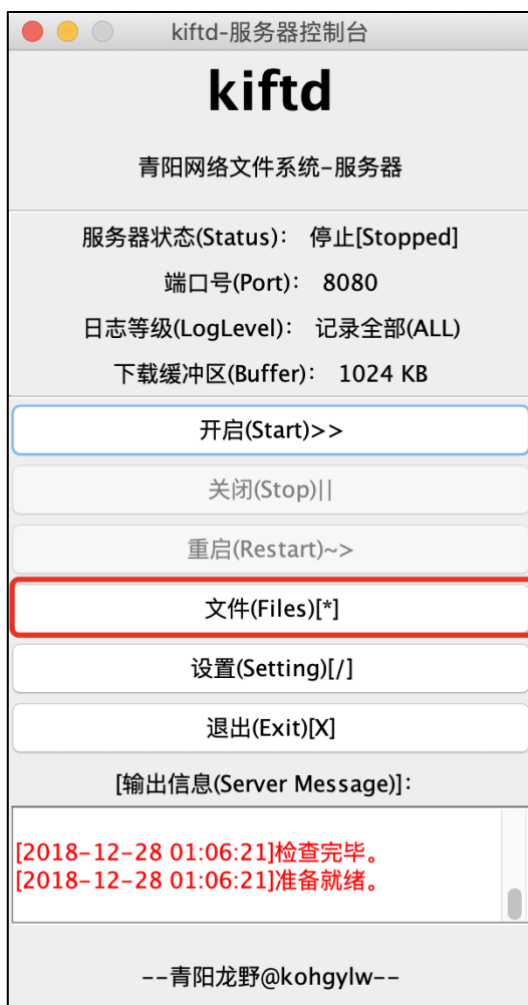 kiftd-服务器控制台
kiftd
青阳网络文件系统-服务器
服务器状态(Status)： 停止[Stopped]
端口号(Port)： 8080
日志等级(LogLevel)： 记录全部(ALL)
下载缓冲区(Buffer)： 1024 KB
开启(Start)>>
关闭(Stop)||
重启(Restart)~>
文件(Files)[*]
设置(Setting)[/]
退出(Exit)[X]
[输出信息(Server Message)]：
[2018-12-28 01:06:21]检查完毕。
[2018-12-28 01:06:21]准备就绪。
--青阳龙野@kohgylw--